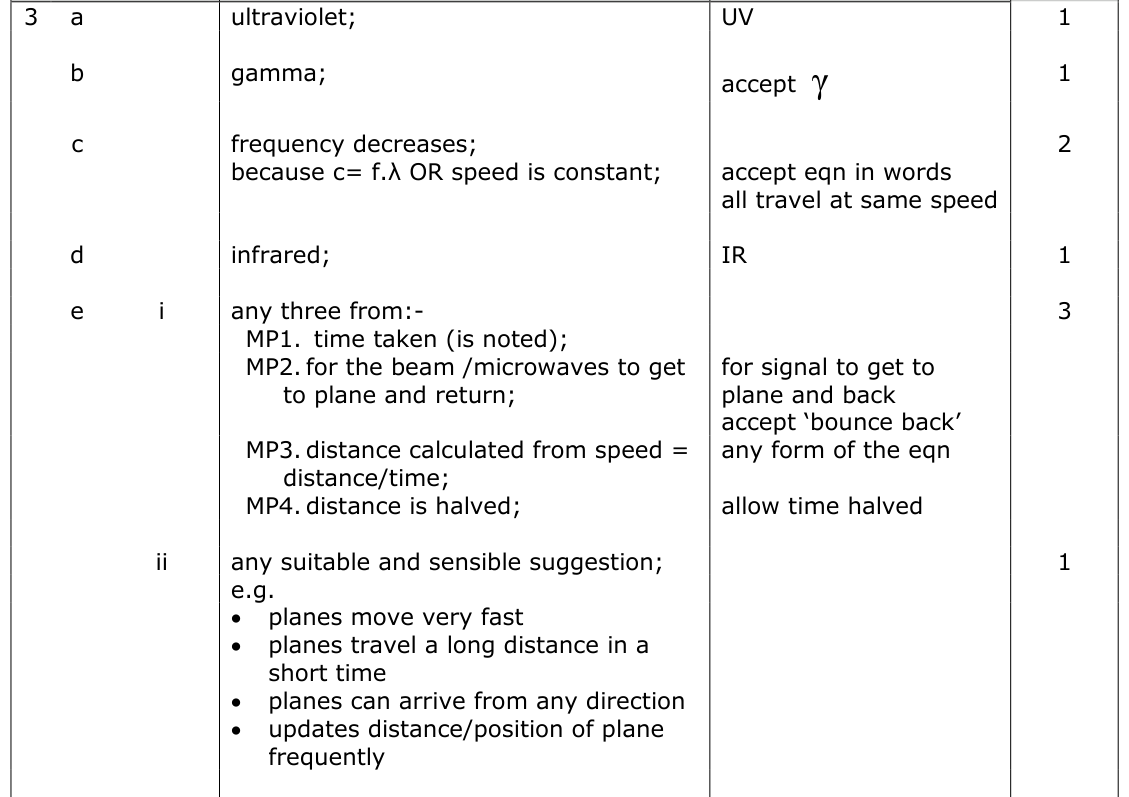 3 a ultraviolet; UV 1
b gamma; accept γ 1
c frequency decreases; 2
because c= f.λ OR speed is constant; accept eqn in words
all travel at same speed
d infrared; IR 1
e i any three from:- 3
MP1. time taken (is noted);
MP2. for the beam /microwaves to get for signal to get to
to plane and return; plane and back
accept ‘bounce back’
MP3. distance calculated from speed = any form of the eqn
distance/time;
MP4. distance is halved; allow time halved
ii any suitable and sensible suggestion; 1
e.g.
• planes move very fast
• planes travel a long distance in a
short time
• planes can arrive from any direction
• updates distance/position of plane
frequently